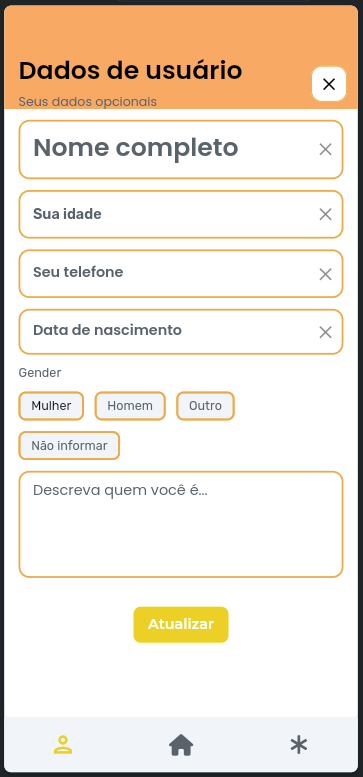 Dados de usuário
Seus dados opcionais
Nome completo
Sua idade
Seu telefone
Data de nascimento
Gender
Mulher
Homem
Outro
Não informar
Descreva quem você é...
Atualizar